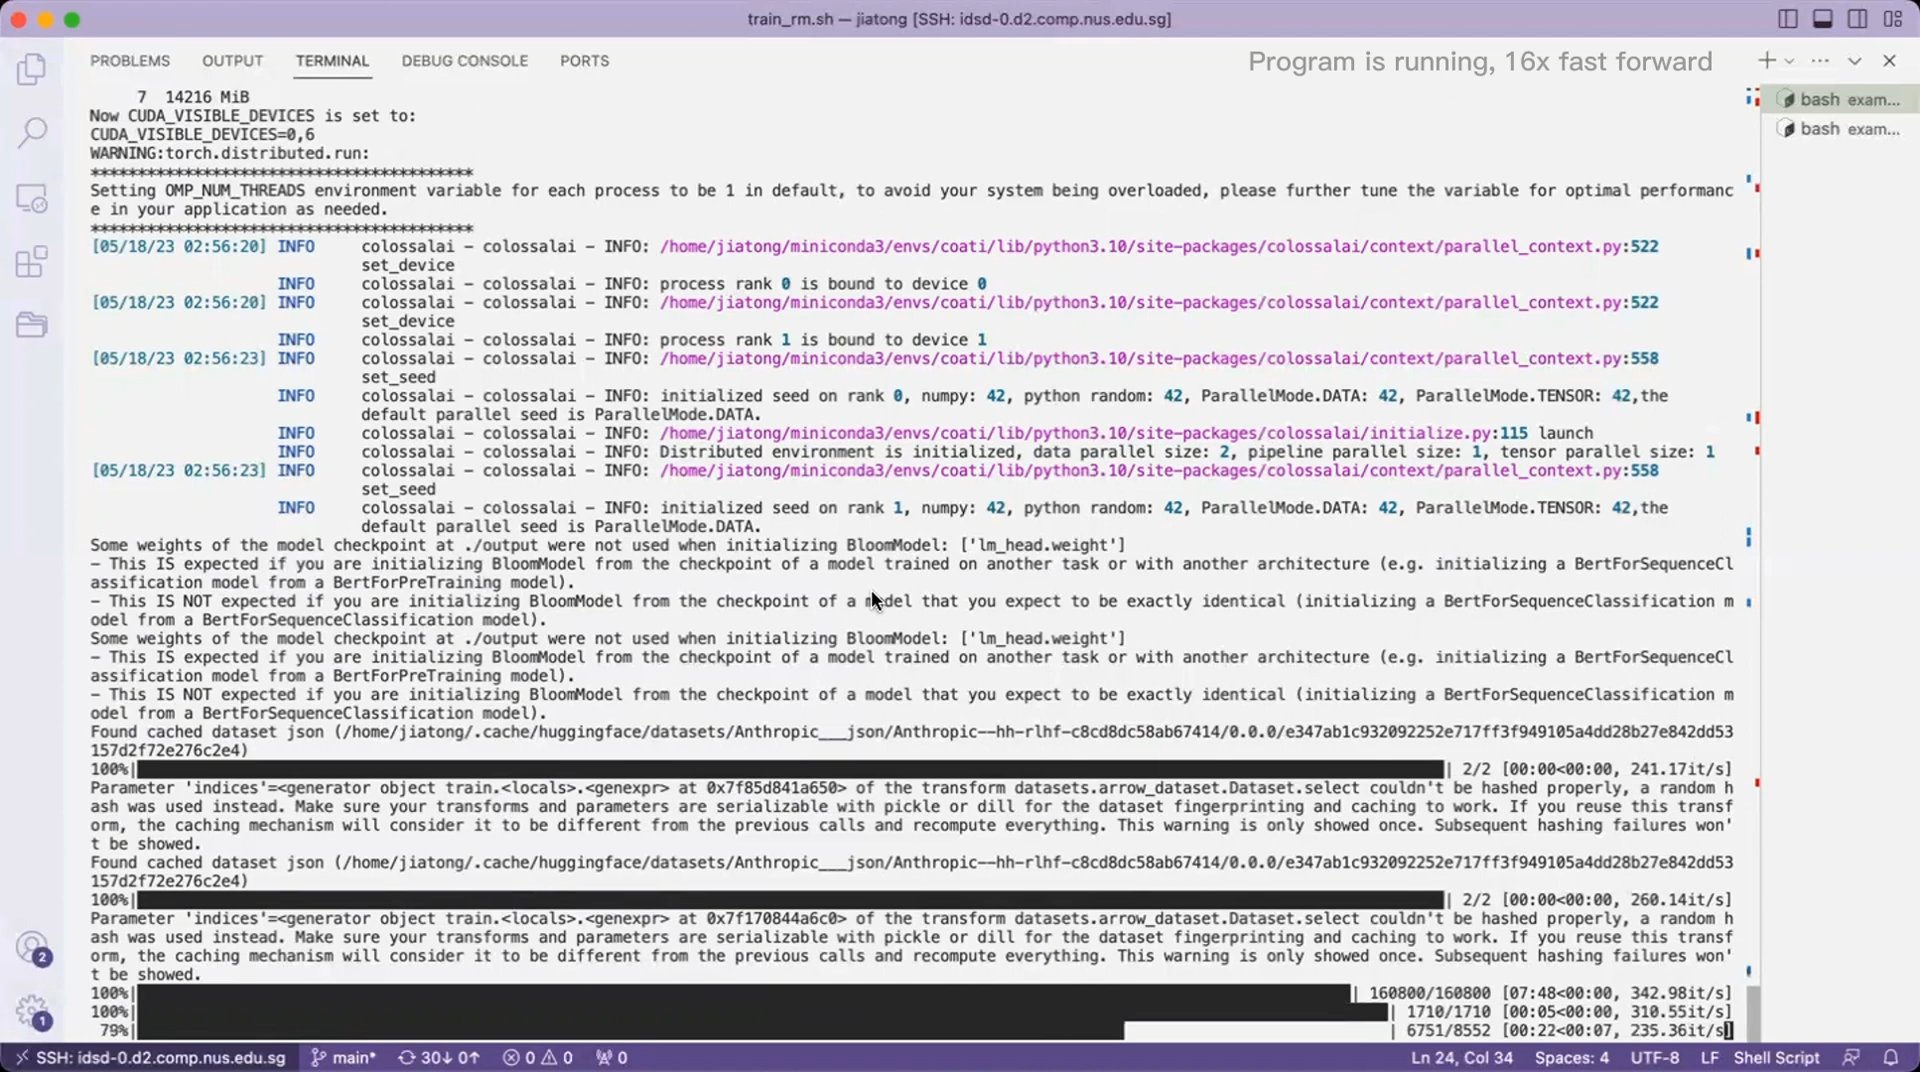 train_rm.sh — jiatong [SSH: idsd-0.d2.comp.nus.edu.sg]
PROBLEMS OUTPUT TERMINAL DEBUG CONSOLE PORTS
Program is running, 16x fast forward
bash exam...
bash exam...
7 14216 MiB
Now CUDA_VISIBLE_DEVICES is set to:
CUDA_VISIBLE_DEVICES=0,6
WARNING:torch.distributed.run:
*****************************************
Setting OMP_NUM_THREADS environment variable for each process to be 1 in default, to avoid your system being overloaded, please further tune the variable for optimal performanc
e in your application as needed.
*****************************************
[05/18/23 02:56:20] INFO colossalai - colossalai - INFO: /home/jiatong/miniconda3/envs/coati/lib/python3.10/site-packages/colossalai/context/parallel_context.py:522
set_device
INFO colossalai - colossalai - INFO: process rank 0 is bound to device 0
[05/18/23 02:56:20] INFO colossalai - colossalai - INFO: /home/jiatong/miniconda3/envs/coati/lib/python3.10/site-packages/colossalai/context/parallel_context.py:522
set_device
INFO colossalai - colossalai - INFO: process rank 1 is bound to device 1
[05/18/23 02:56:23] INFO colossalai - colossalai - INFO: /home/jiatong/miniconda3/envs/coati/lib/python3.10/site-packages/colossalai/context/parallel_context.py:558
set_seed
INFO colossalai - colossalai - INFO: initialized seed on rank 0, numpy: 42, python random: 42, ParallelMode.DATA: 42, ParallelMode.TENSOR: 42,the
default parallel seed is ParallelMode.DATA.
INFO colossalai - colossalai - INFO: /home/jiatong/miniconda3/envs/coati/lib/python3.10/site-packages/colossalai/initialize.py:115 launch
INFO colossalai - colossalai - INFO: Distributed environment is initialized, data parallel size: 2, pipeline parallel size: 1, tensor parallel size: 1
[05/18/23 02:56:23] INFO colossalai - colossalai - INFO: /home/jiatong/miniconda3/envs/coati/lib/python3.10/site-packages/colossalai/context/parallel_context.py:558
set_seed
INFO colossalai - colossalai - INFO: initialized seed on rank 1, numpy: 42, python random: 42, ParallelMode.DATA: 42, ParallelMode.TENSOR: 42,the
default parallel seed is ParallelMode.DATA.
Some weights of the model checkpoint at ./output were not used when initializing BloomModel: ['lm_head.weight']
- This IS expected if you are initializing BloomModel from the checkpoint of a model trained on another task or with another architecture (e.g. initializing a BertForSequenceCl
assification model from a BertForPreTraining model).
- This IS NOT expected if you are initializing BloomModel from the checkpoint of a model that you expect to be exactly identical (initializing a BertForSequenceClassification m
odel from a BertForSequenceClassification model).
Some weights of the model checkpoint at ./output were not used when initializing BloomModel: ['lm_head.weight']
- This IS expected if you are initializing BloomModel from the checkpoint of a model trained on another task or with another architecture (e.g. initializing a BertForSequenceCl
assification model from a BertForPreTraining model).
- This IS NOT expected if you are initializing BloomModel from the checkpoint of a model that you expect to be exactly identical (initializing a BertForSequenceClassification m
odel from a BertForSequenceClassification model).
Found cached dataset json (/home/jiatong/.cache/huggingface/datasets/Anthropic___json/Anthropic--hh-rlhf-c8cd8dc58ab67414/0.0.0/e347ab1c932092252e717ff3f949105a4dd28b27e842dd53
157d2f72e276c2e4)
100%| | 2/2 [00:00<00:00, 241.17it/s]
Parameter 'indices'=<generator object train.<locals>.<genexpr> at 0x7f85d841a650> of the transform datasets.arrow_dataset.Dataset.select couldn't be hashed properly, a random h
ash was used instead. Make sure your transforms and parameters are serializable with pickle or dill for the dataset fingerprinting and caching to work. If you reuse this transf
orm, the caching mechanism will consider it to be different from the previous calls and recompute everything. This warning is only showed once. Subsequent hashing failures won'
t be showed.
Found cached dataset json (/home/jiatong/.cache/huggingface/datasets/Anthropic___json/Anthropic--hh-rlhf-c8cd8dc58ab67414/0.0.0/e347ab1c932092252e717ff3f949105a4dd28b27e842dd53
157d2f72e276c2e4)
100%| | 2/2 [00:00<00:00, 260.14it/s]
Parameter 'indices'=<generator object train.<locals>.<genexpr> at 0x7f170844a6c0> of the transform datasets.arrow_dataset.Dataset.select couldn't be hashed properly, a random h
ash was used instead. Make sure your transforms and parameters are serializable with pickle or dill for the dataset fingerprinting and caching to work. If you reuse this transf
orm, the caching mechanism will consider it to be different from the previous calls and recompute everything. This warning is only showed once. Subsequent hashing failures won'
t be showed.
100%| | 160800/160800 [07:48<00:00, 342.98it/s]
100%| | 1710/1710 [00:05<00:00, 310.55it/s]
79%| | 6751/8552 [00:22<00:07, 235.36it/s]
2
1
SSH: idsd-0.d2.comp.nus.edu.sg main* 30↓ 0↑ 0 0 0 Ln 24, Col 34 Spaces: 4 UTF-8 LF Shell Script